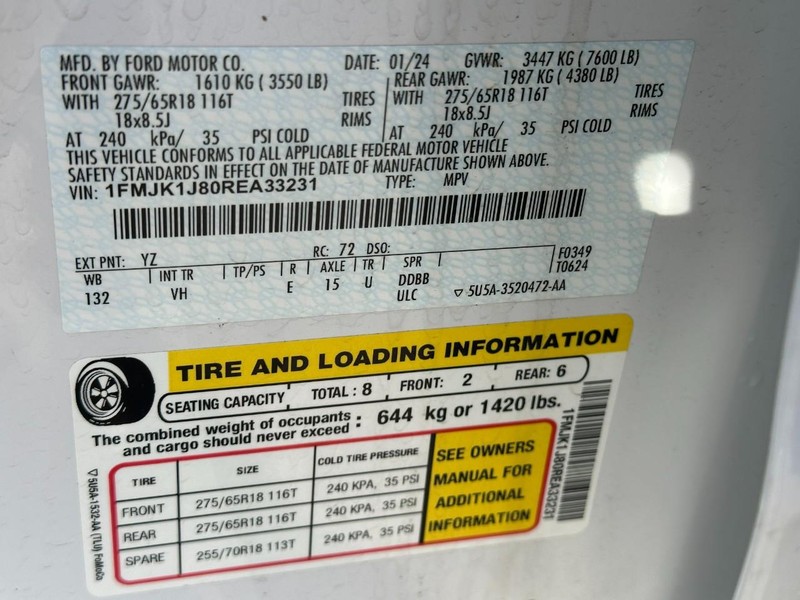 MFD. BY FORD MOTOR CO. DATE: 01/24 GVWR: 3447 KG ( 7600 LB)
FRONT GAWR: 1610 KG ( 3550 LB) REAR GAWR: 1987 KG ( 4380 LB)
WITH 275/65R18 116T TIRES WITH 275/65R18 116T TIRES
18x8.5J RIMS 18x8.5J RIMS
AT 240 kPa/ 35 PSI COLD AT 240 kPa/ 35 PSI COLD
THIS VEHICLE CONFORMS TO ALL APPLICABLE FEDERAL MOTOR VEHICLE
SAFETY STANDARDS IN EFFECT ON THE DATE OF MANUFACTURE SHOWN ABOVE.
VIN: 1FMJK1J80REA33231 TYPE: MPV
EXT PNT: YZ RC: 72 DSO: F0349
WB INT TR TP/PS R AXLE TR SPR T0624
132 VH E 15 U DDBB
ULC ▽ 5U5A-3520472-AA
TIRE AND LOADING INFORMATION
SEATING CAPACITY TOTAL : 8 FRONT: 2 REAR: 6
The combined weight of occupants
and cargo should never exceed : 644 kg or 1420 lbs.
TIRE SIZE COLD TIRE PRESSURE
FRONT 275/65R18 116T 240 KPA, 35 PSI
REAR 275/65R18 116T 240 KPA, 35 PSI
SPARE 255/70R18 113T 240 KPA, 35 PSI
SEE OWNERS
MANUAL FOR
ADDITIONAL
INFORMATION
▽ 5U5A-1532-AA (TLU) FoMoCo
1FMJK1J80REA33231